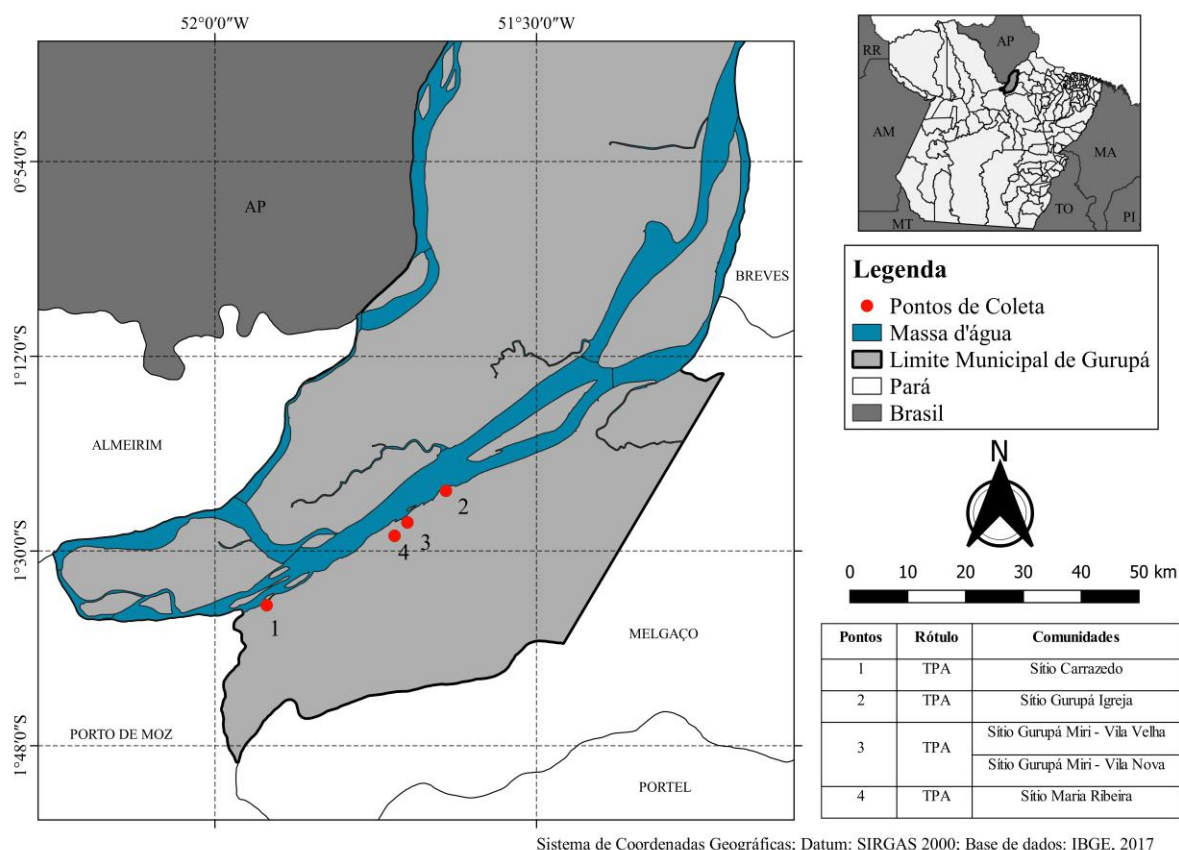 52°0'0"W
51°30'0"W
0°54'0"S
1°12'0"S
1°30'0"S
1°48'0"S
AP
BREVES
ALMEIRIM
2
3
4
1
MELGAÇO
PORTO DE MOZ
PORTEL
RR
AP
AM
MA
MT
TO
PI
Legenda
Pontos de Coleta
Massa d'água
Limite Municipal de Gurupá
Pará
Brasil
N
0 10 20 30 40 50 km
Pontos Rótulo Comunidades
1 TPA Sítio Carrazedo
2 TPA Sítio Gurupá Igreja
3 TPA Sítio Gurupá Miri - Vila Velha
Sítio Gurupá Miri - Vila Nova
4 TPA Sítio Maria Ribeira
Sistema de Coordenadas Geográficas; Datum: SIRGAS 2000; Base de dados: IBGE, 2017